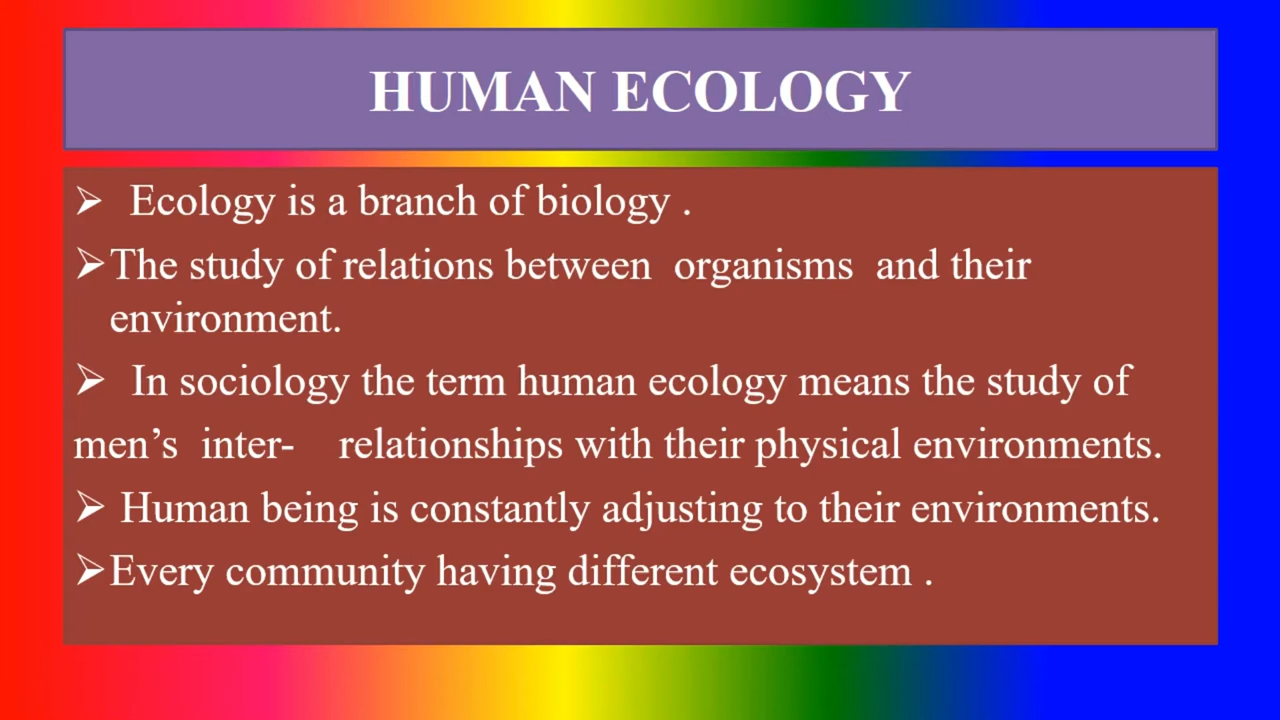 HUMAN ECOLOGY
➢ Ecology is a branch of biology .
➢The study of relations between organisms and their
environment.
➢ In sociology the term human ecology means the study of
men’s inter- relationships with their physical environments.
➢ Human being is constantly adjusting to their environments.
➢Every community having different ecosystem .